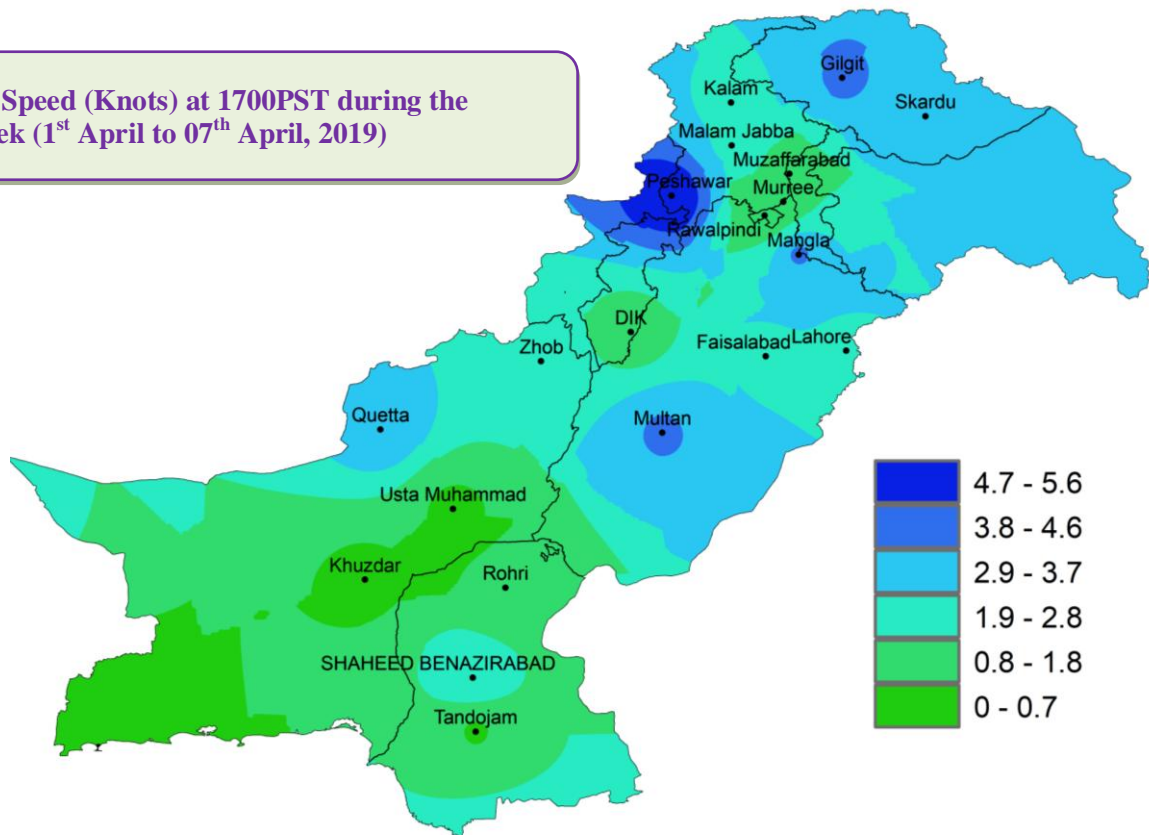 Speed (Knots) at 1700PST during the
ek (1st April to 07th April, 2019)
Gilgit
Kalam
Skardu
Malam Jabba
Muzaffarabad
Peshawar
Murree
Rawalpindi
Mangla
DIK
Zhob
Faisalabad
Lahore
Quetta
Multan
Usta Muhammad
Khuzdar
Rohri
SHAHEED BENAZIRABAD
Tandojam
4.7 - 5.6
3.8 - 4.6
2.9 - 3.7
1.9 - 2.8
0.8 - 1.8
0 - 0.7